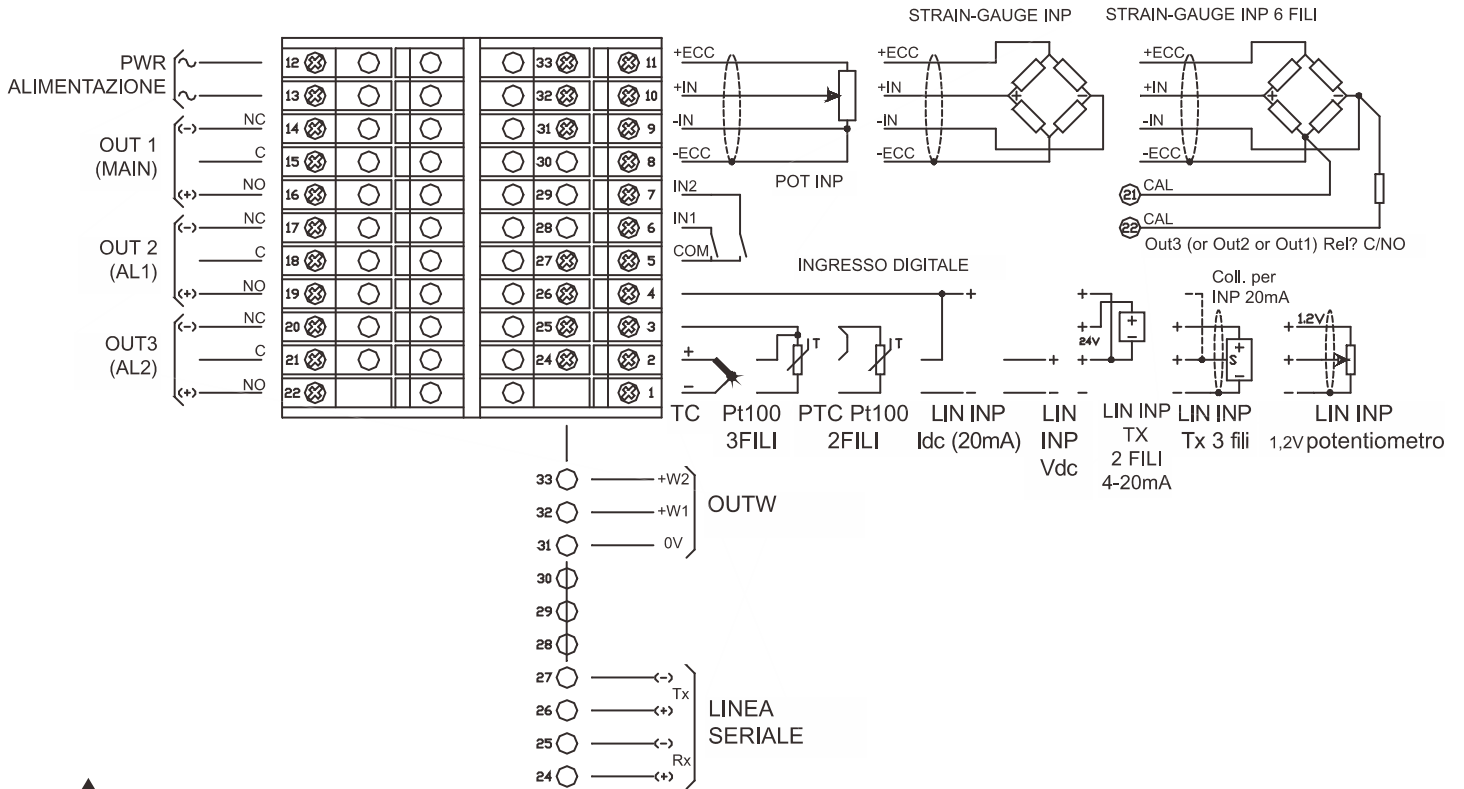 STRAIN-GAUGE INP
STRAIN-GAUGE INP 6 FILI
PWR
ALIMENTAZIONE
OUT 1
(MAIN)
(-) NC
C
(+) NO
OUT 2
(AL1)
(-) NC
C
(+) NO
OUT3
(AL2)
(-) NC
C
(+) NO
12 33 11
13 32 10
14 31 9
15 30 8
16 29 7
17 28 6
18 27 5
19 26 4
20 25 3
21 24 2
22 1
+ECC
+IN
-IN
-ECC
POT INP
+ECC
+IN
-IN
-ECC
+ -
+ECC
+IN
-IN
-ECC
+ -
21 CAL
22 CAL
Out3 (or Out2 or Out1) Rel? C/NO
IN2
IN1
COM
INGRESSO DIGITALE
Coll. per
INP 20mA
+
-
T
T
+
-
+
-
+
+
24V
-
+
-
-
+
+
-
+
S
-
1.2V
+
+
-
TC
Pt100
3FILI
PTC Pt100
2FILI
LIN INP
Idc (20mA)
LIN
INP
Vdc
LIN INP
TX
2 FILI
4-20mA
LIN INP
Tx 3 fili
LIN INP
1,2V potentiometro
33 +W2
32 +W1
31 0V
OUTW
30
29
28
27 (-)
Tx
26 (+)
25 (-)
Rx
24 (+)
LINEA
SERIALE